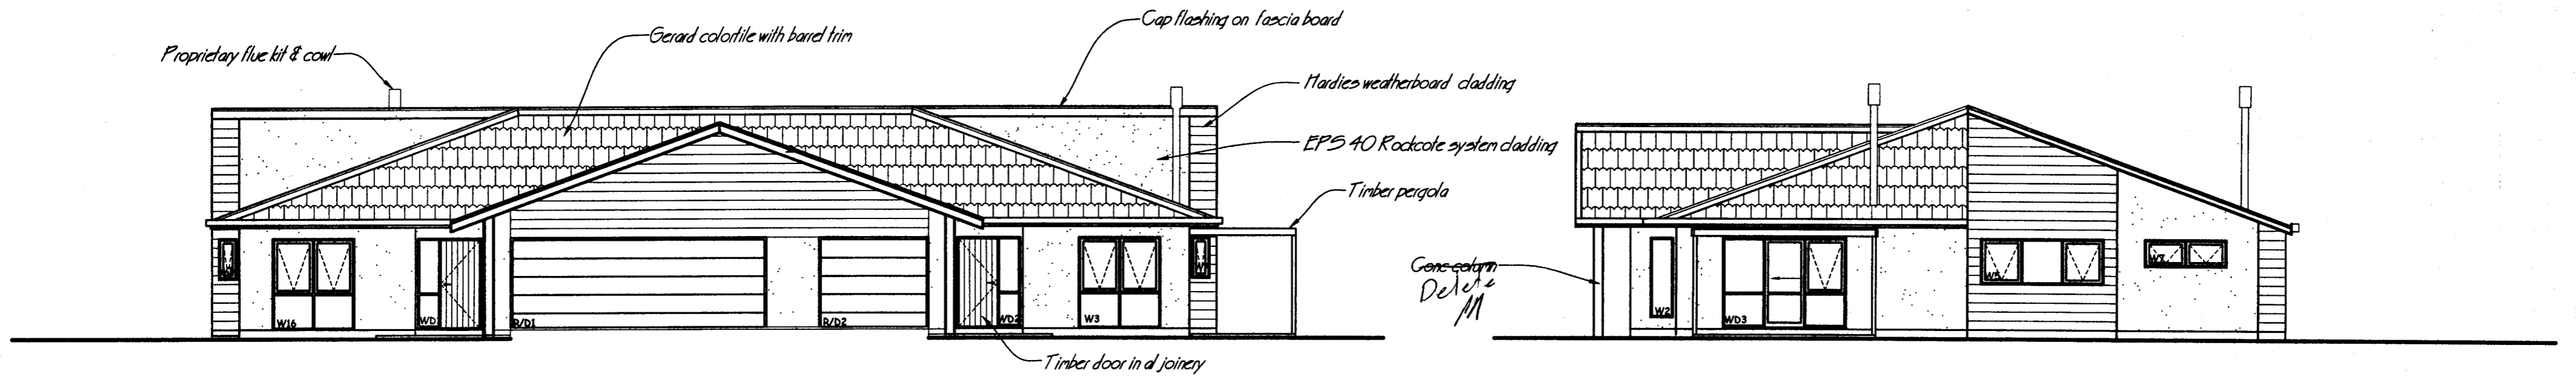 Cap flashing on fascia board
Gerard colortile with barrel trim
Proprietary flue kit & cowl
Hardies weatherboard cladding
EPS 40 Rockcote system cladding
Timber pergola
Conc column
Delete
W16
WD1
R/D1
R/D2
WD2
W3
W2
WD3
W5
W7
Timber door in al joinery